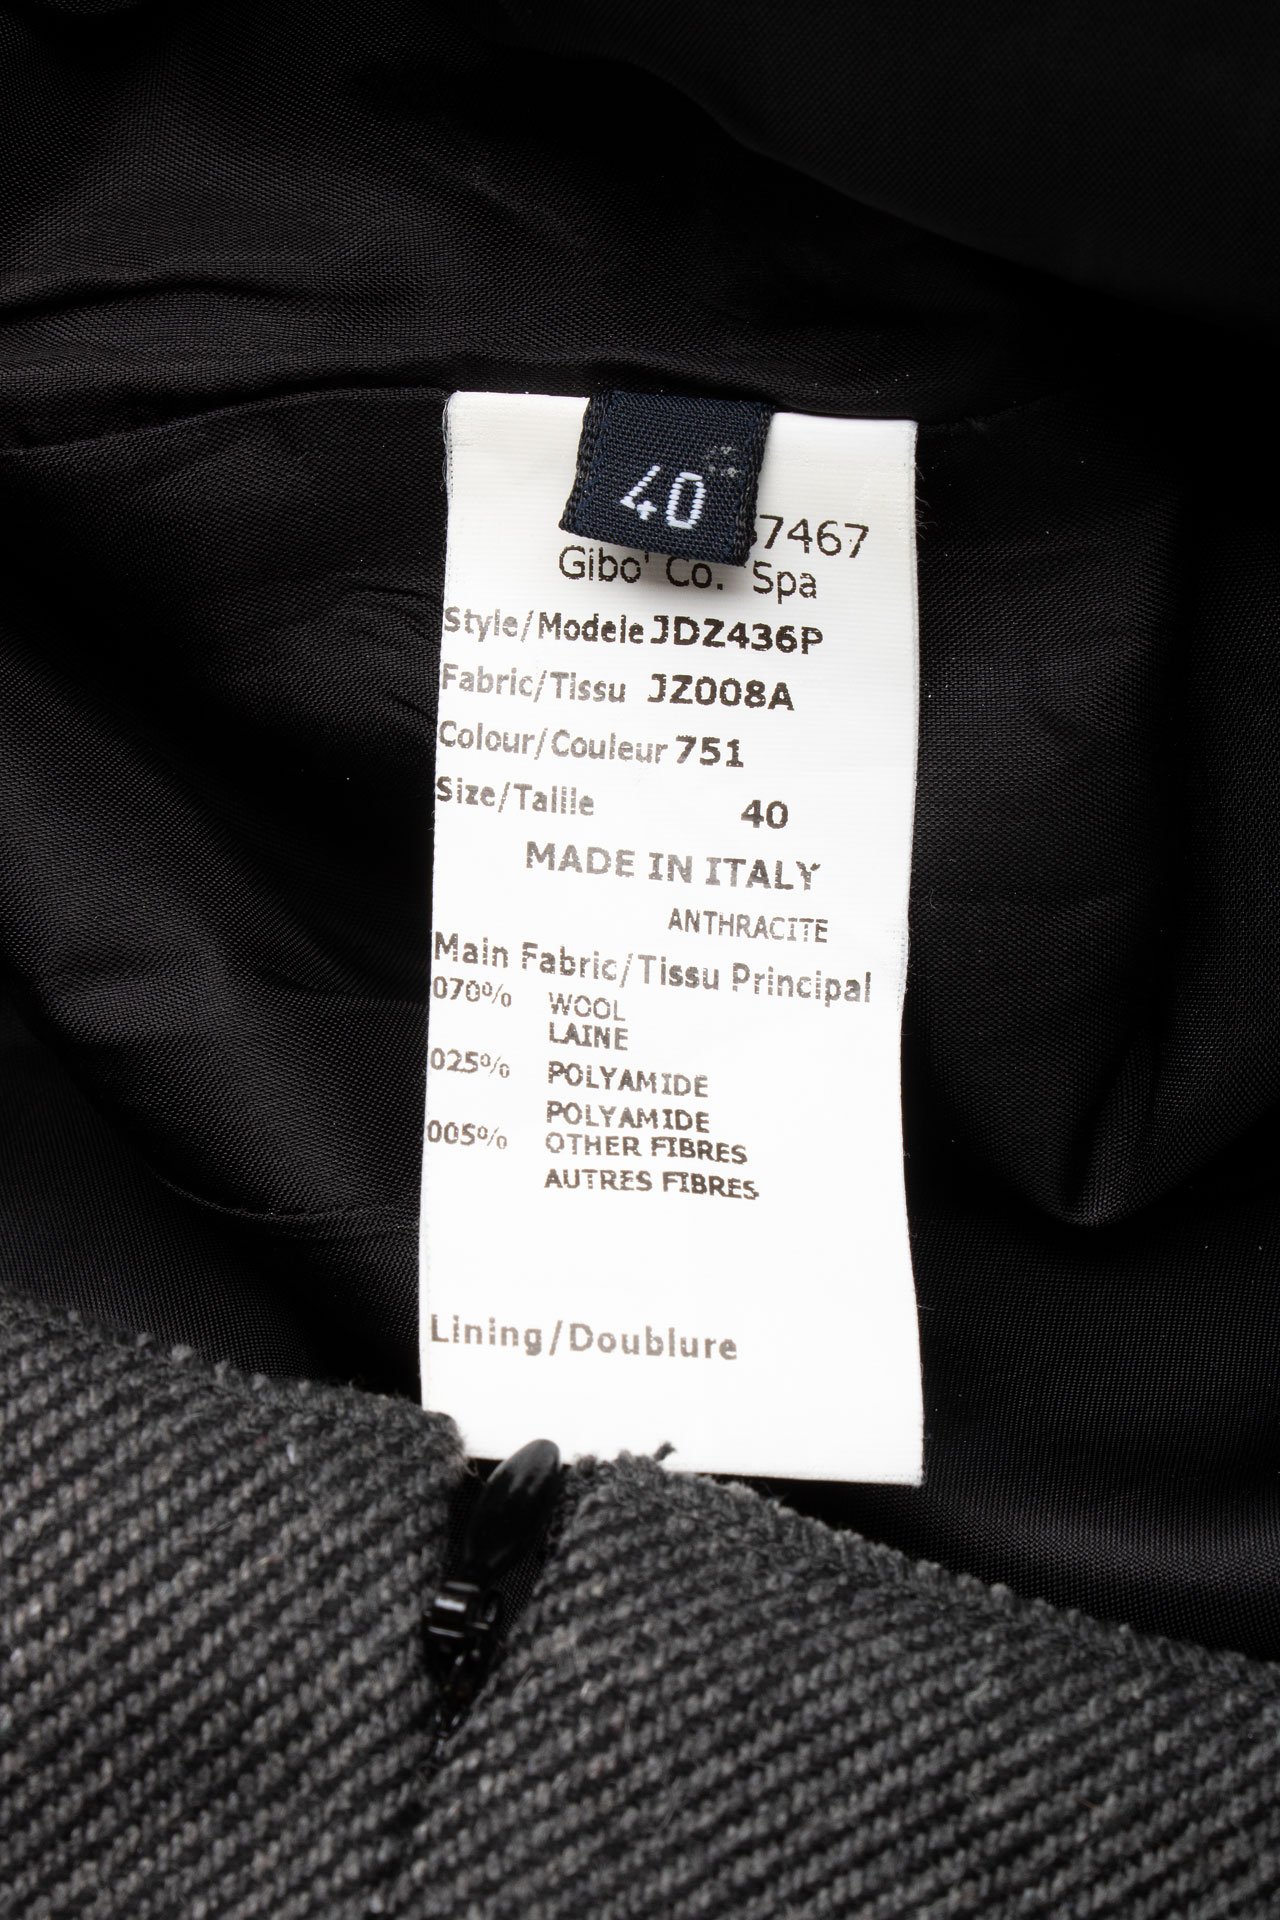 40
7467
Gibo' Co. Spa
Style/Modele JDZ436P
Fabric/Tissu JZ008A
Colour/Couleur 751
Size/Taille 40
MADE IN ITALY
ANTHRACITE
Main Fabric/Tissu Principal
070% WOOL
LAINE
025% POLYAMIDE
POLYAMIDE
005% OTHER FIBRES
AUTRES FIBRES
Lining/Doublure